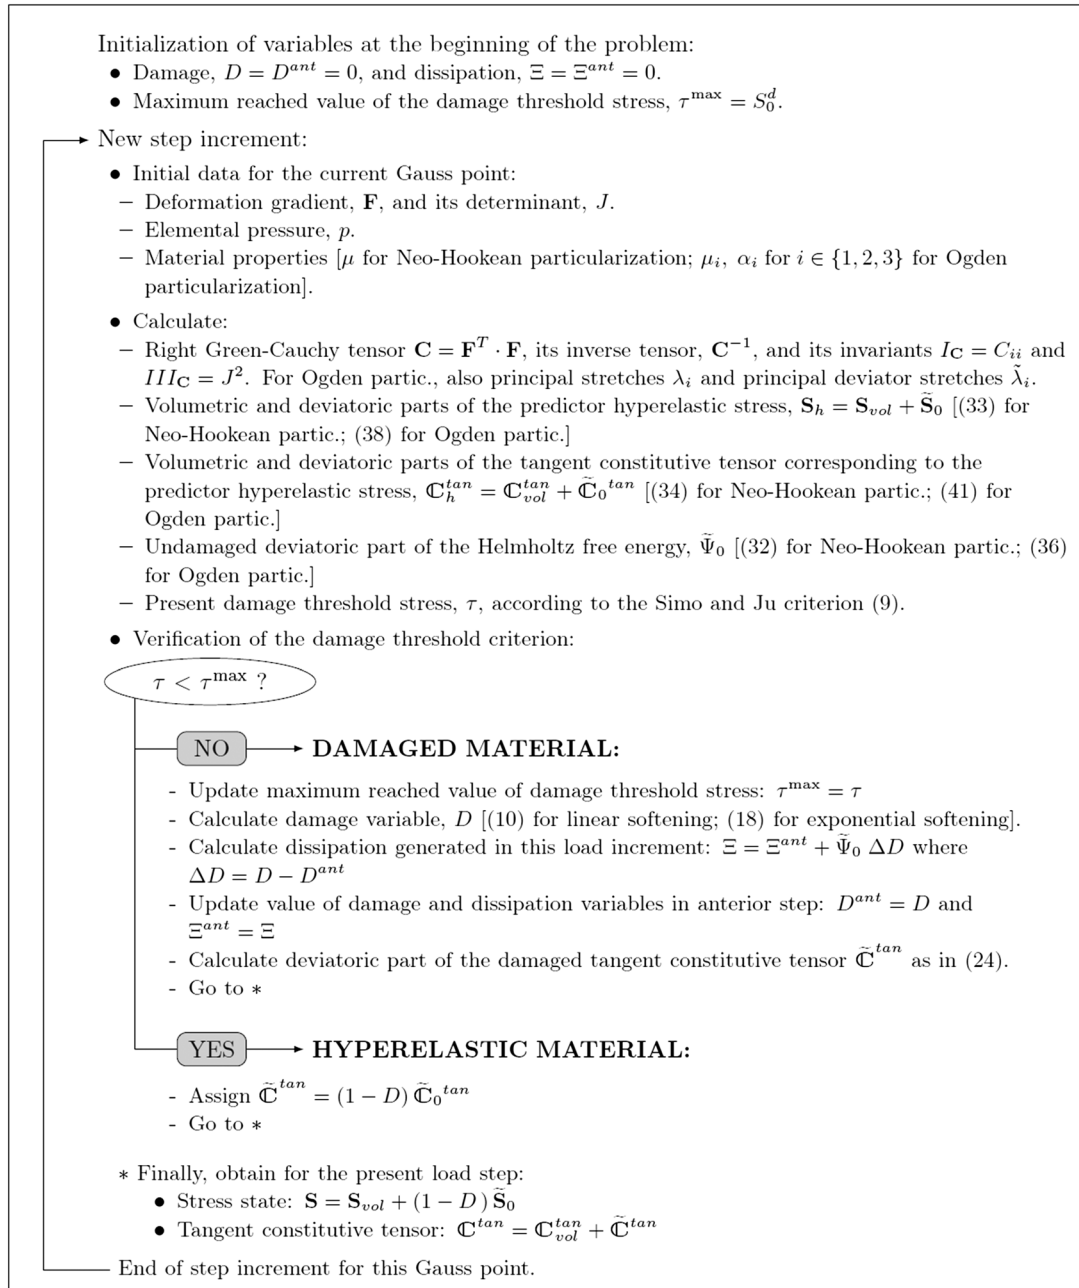 Initialization of variables at the beginning of the problem:
• Damage, D = D^{ant} = 0, and dissipation, Ξ = Ξ^{ant} = 0.
• Maximum reached value of the damage threshold stress, τ^{max} = S_0^d.
New step increment:
• Initial data for the current Gauss point:
– Deformation gradient, F, and its determinant, J.
– Elemental pressure, p.
– Material properties [μ for Neo-Hookean particularization; μ_i, α_i for i ∈ {1, 2, 3} for Ogden
particularization].
• Calculate:
– Right Green-Cauchy tensor C = F^T · F, its inverse tensor, C^{−1}, and its invariants I_C = C_{ii} and
III_C = J^2. For Ogden partic., also principal stretches λ_i and principal deviator stretches λ̃_i.
– Volumetric and deviatoric parts of the predictor hyperelastic stress, S_h = S_{vol} + S̃_0 [(33) for
Neo-Hookean partic.; (38) for Ogden partic.]
– Volumetric and deviatoric parts of the tangent constitutive tensor corresponding to the
predictor hyperelastic stress, ℂ_h^{tan} = ℂ_{vol}^{tan} + ℂ̃_0^{tan} [(34) for Neo-Hookean partic.; (41) for
Ogden partic.]
– Undamaged deviatoric part of the Helmholtz free energy, Ψ̃_0 [(32) for Neo-Hookean partic.; (36)
for Ogden partic.]
– Present damage threshold stress, τ, according to the Simo and Ju criterion (9).
• Verification of the damage threshold criterion:
τ < τ^{max} ?
NO DAMAGED MATERIAL:
- Update maximum reached value of damage threshold stress: τ^{max} = τ
- Calculate damage variable, D [(10) for linear softening; (18) for exponential softening].
- Calculate dissipation generated in this load increment: Ξ = Ξ^{ant} + Ψ̃_0 ΔD where
ΔD = D − D^{ant}
- Update value of damage and dissipation variables in anterior step: D^{ant} = D and
Ξ^{ant} = Ξ
- Calculate deviatoric part of the damaged tangent constitutive tensor ℂ̃^{tan} as in (24).
- Go to ∗
YES HYPERELASTIC MATERIAL:
- Assign ℂ̃^{tan} = (1 − D) ℂ̃_0^{tan}
- Go to ∗
∗ Finally, obtain for the present load step:
• Stress state: S = S_{vol} + (1 − D) S̃_0
• Tangent constitutive tensor: ℂ^{tan} = ℂ_{vol}^{tan} + ℂ̃^{tan}
End of step increment for this Gauss point.